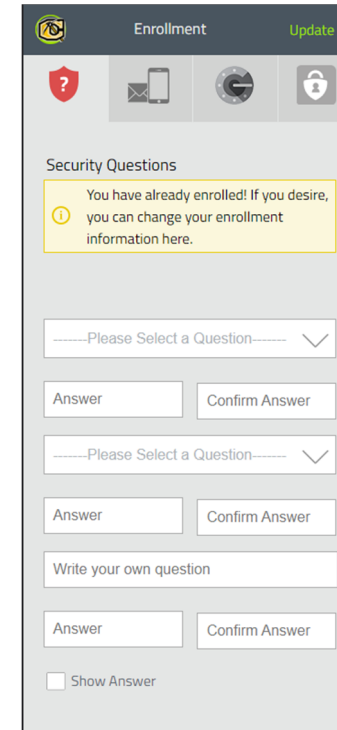 Enrollment Update
?
Security Questions
You have already enrolled! If you desire,
you can change your enrollment
information here.
-------Please Select a Question-------
Answer Confirm Answer
-------Please Select a Question-------
Answer Confirm Answer
Write your own question
Answer Confirm Answer
Show Answer